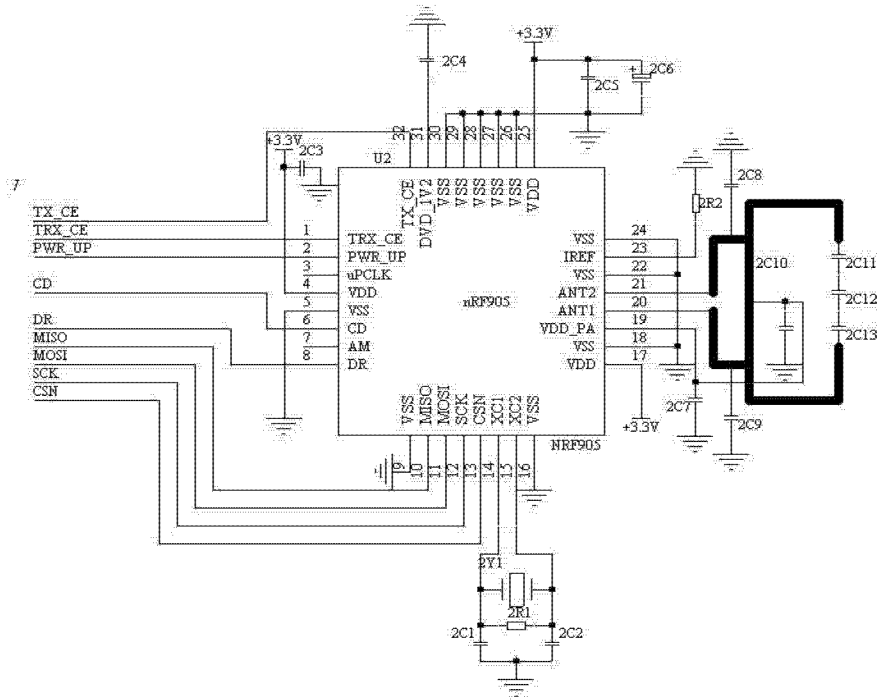 +3.3V
2C4
2C5
2C6
32
31
30
29
28
27
26
25
+3.3V
2C3
U2
7
TX_CE
DVD_1V2
VSS
VSS
VSS
VSS
VSS
VDD
2R2
2C8
TX_CE
TRX_CE
PWR_UP
CD
DR
MISO
MOSI
SCK
CSN
1
2
3
4
5
6
7
8
TRX_CE
PWR_UP
uPCLK
VDD
VSS
CD
AM
DR
nRF905
VSS
IREF
VSS
ANT2
ANT1
VDD_PA
VSS
VDD
24
23
22
21
20
19
18
17
2C10
2C11
2C12
2C13
2C7
2C9
+3.3V
VSS
MISO
MOSI
SCK
CSN
XC1
XC2
VSS
NRF905
9
10
11
12
13
14
15
16
2Y1
2R1
2C1
2C2